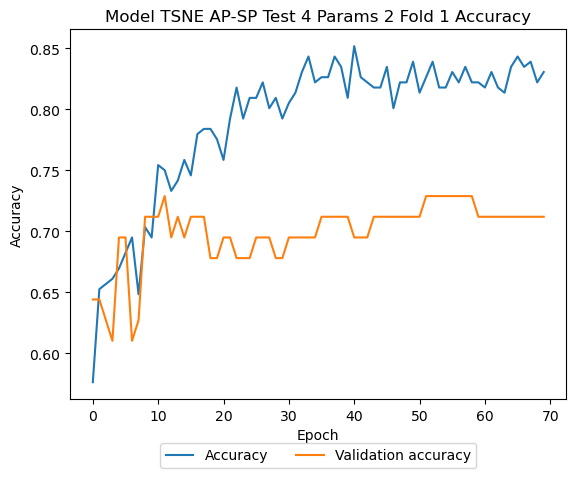 Model TSNE AP-SP Test 4 Params 2 Fold 1 Accuracy
0.85
0.80
0.75
0.70
0.65
0.60
Accuracy
0 10 20 30 40 50 60 70
Epoch
Accuracy Validation accuracy